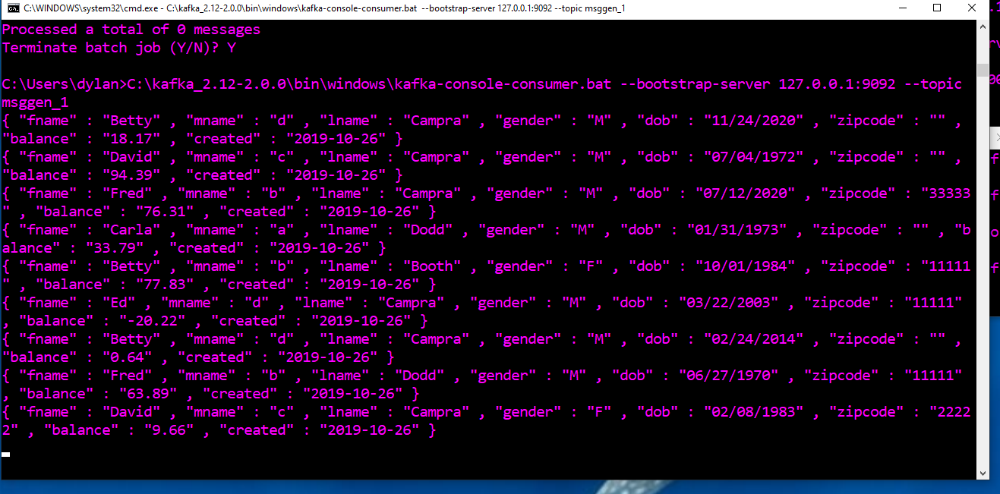 C:\WINDOWS\system32\cmd.exe - C:\kafka_2.12-2.0.0\bin\windows\kafka-console-consumer.bat --bootstrap-server 127.0.0.1:9092 --topic msggen_1
Processed a total of 0 messages
Terminate batch job (Y/N)? Y
C:\Users\dylan>C:\kafka_2.12-2.0.0\bin\windows\kafka-console-consumer.bat --bootstrap-server 127.0.0.1:9092 --topic
msggen_1
{ "fname" : "Betty" , "mname" : "d" , "lname" : "Campra" , "gender" : "M" , "dob" : "11/24/2020" , "zipcode" : "" ,
"balance" : "18.17" , "created" : "2019-10-26" }
{ "fname" : "David" , "mname" : "c" , "lname" : "Campra" , "gender" : "M" , "dob" : "07/04/1972" , "zipcode" : "" ,
"balance" : "94.39" , "created" : "2019-10-26" }
{ "fname" : "Fred" , "mname" : "b" , "lname" : "Campra" , "gender" : "M" , "dob" : "07/12/2020" , "zipcode" : "33333
" , "balance" : "76.31" , "created" : "2019-10-26" }
{ "fname" : "Carla" , "mname" : "a" , "lname" : "Dodd" , "gender" : "M" , "dob" : "01/31/1973" , "zipcode" : "" , "b
alance" : "33.79" , "created" : "2019-10-26" }
{ "fname" : "Betty" , "mname" : "b" , "lname" : "Booth" , "gender" : "F" , "dob" : "10/01/1984" , "zipcode" : "11111
" , "balance" : "77.83" , "created" : "2019-10-26" }
{ "fname" : "Ed" , "mname" : "d" , "lname" : "Campra" , "gender" : "M" , "dob" : "03/22/2003" , "zipcode" : "11111"
, "balance" : "-20.22" , "created" : "2019-10-26" }
{ "fname" : "Betty" , "mname" : "d" , "lname" : "Campra" , "gender" : "M" , "dob" : "02/24/2014" , "zipcode" : "" ,
"balance" : "0.64" , "created" : "2019-10-26" }
{ "fname" : "Fred" , "mname" : "b" , "lname" : "Dodd" , "gender" : "M" , "dob" : "06/27/1970" , "zipcode" : "11111"
, "balance" : "63.89" , "created" : "2019-10-26" }
{ "fname" : "David" , "mname" : "c" , "lname" : "Campra" , "gender" : "F" , "dob" : "02/08/1983" , "zipcode" : "2222
2" , "balance" : "9.66" , "created" : "2019-10-26" }